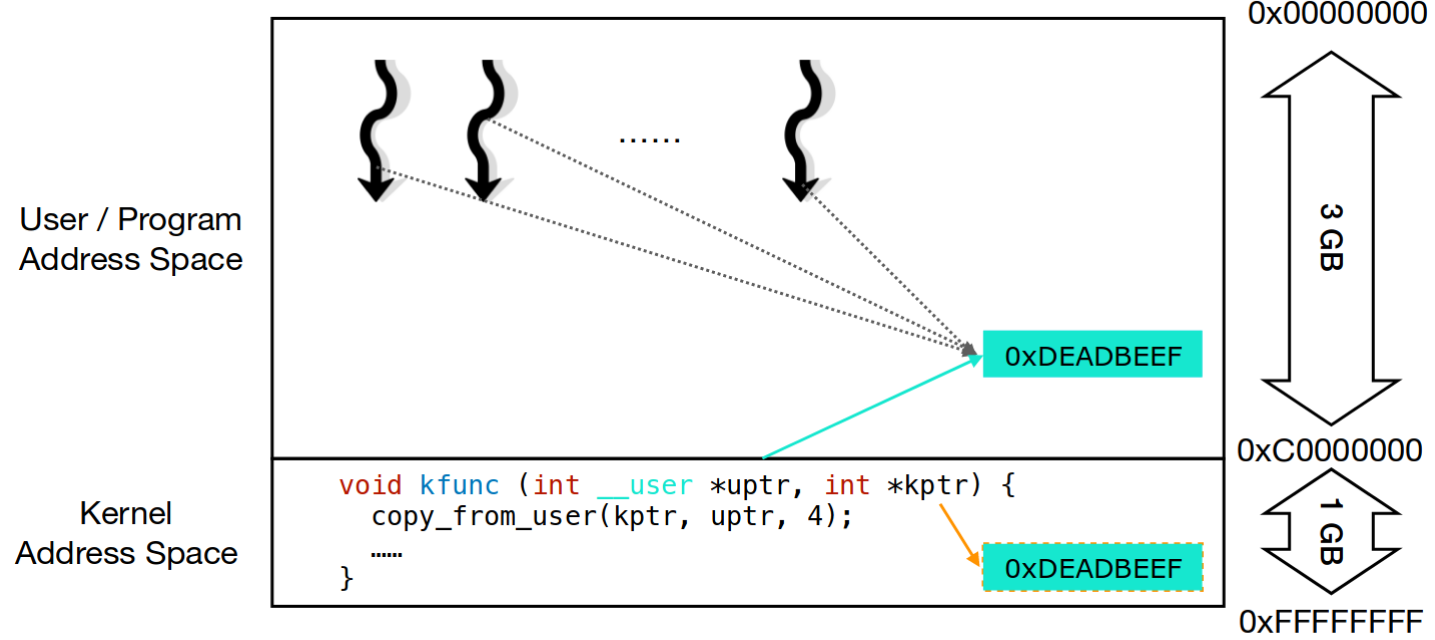 0x00000000
......
User / Program
Address Space
3 GB
0xDEADBEEF
0xC0000000
void kfunc (int __user *uptr, int *kptr) {
copy_from_user(kptr, uptr, 4);
……
}
Kernel
Address Space
1 GB
0xDEADBEEF
0xFFFFFFFF